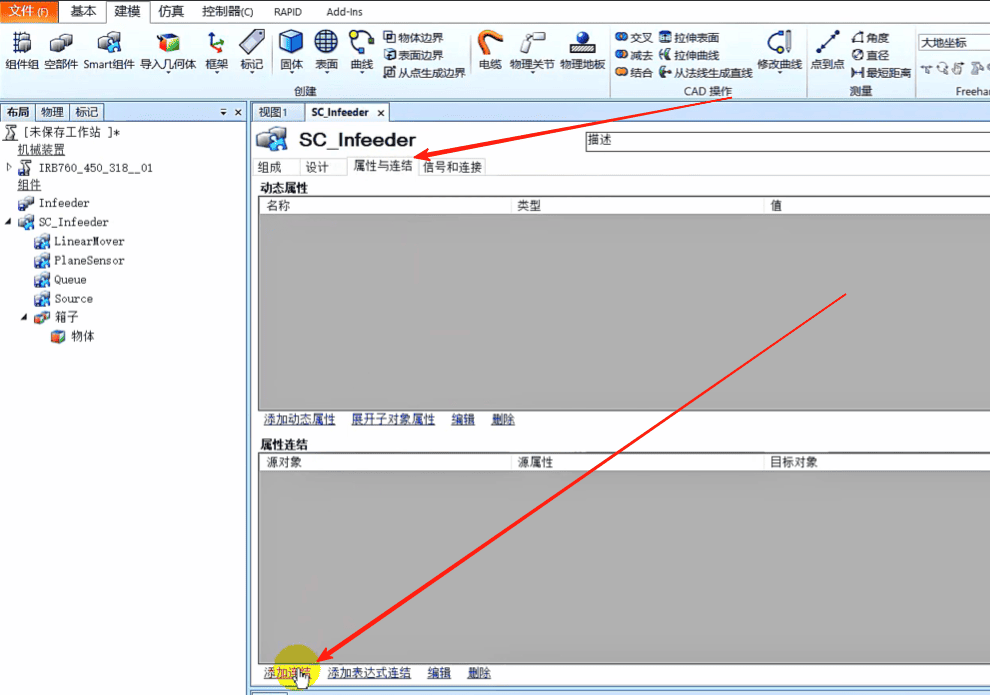 文件(F) 基本 建模 仿真 控制器(C) RAPID Add-Ins
组件组 空部件 Smart组件 导入几何体 框架 标记 固体 表面 曲线 物体边界 表面边界 从点生成边界 电缆 物理关节 物理地板 交叉 减去 结合 拉伸表面 拉伸曲线 从法线生成直线 修改曲线 点到点 角度 直径 最短距离 大地坐标
创建 CAD 操作 测量 Freehan
布局 物理 标记 视图1 SC_Infeeder
[未保存工作站 ]*
机械装置
IRB760_450_318__01
组件
Infeeder
SC_Infeeder
LinearMover
PlaneSensor
Queue
Source
箱子
物体
SC_Infeeder 描述
组成 设计 属性与连结 信号和连接
动态属性
名称 类型 值
添加动态属性 展开子对象属性 编辑 删除
属性连结
源对象 源属性 目标对象
添加连结 添加表达式连结 编辑 删除